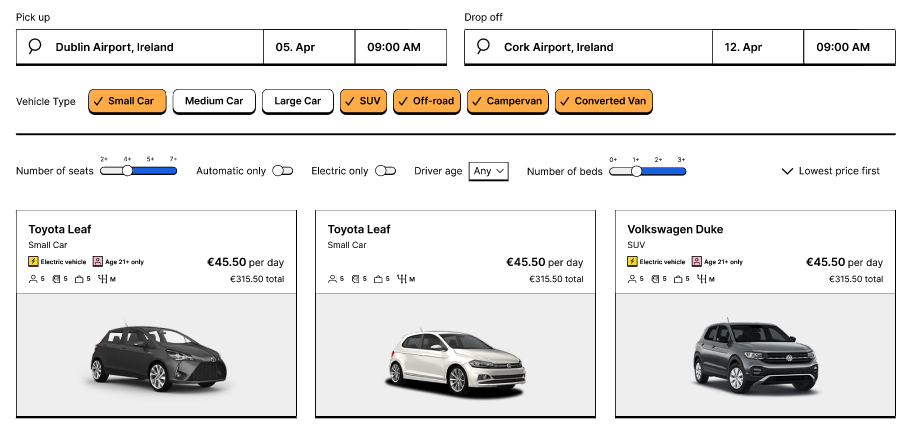 Pick up
Drop off
Dublin Airport, Ireland 05. Apr 09:00 AM
Cork Airport, Ireland 12. Apr 09:00 AM
Vehicle Type Small Car Medium Car Large Car SUV Off-road Campervan Converted Van
2+ 4+ 5+ 7+
0+ 1+ 2+ 3+
Number of seats Automatic only Electric only Driver age Any Number of beds Lowest price first
Toyota Leaf
Small Car
Electric vehicle Age 21+ only €45.50 per day
5 5 5 M €315.50 total
Toyota Leaf
Small Car
€45.50 per day
5 5 5 M €315.50 total
Volkswagen Duke
SUV
Electric vehicle Age 21+ only €45.50 per day
5 5 5 M €315.50 total